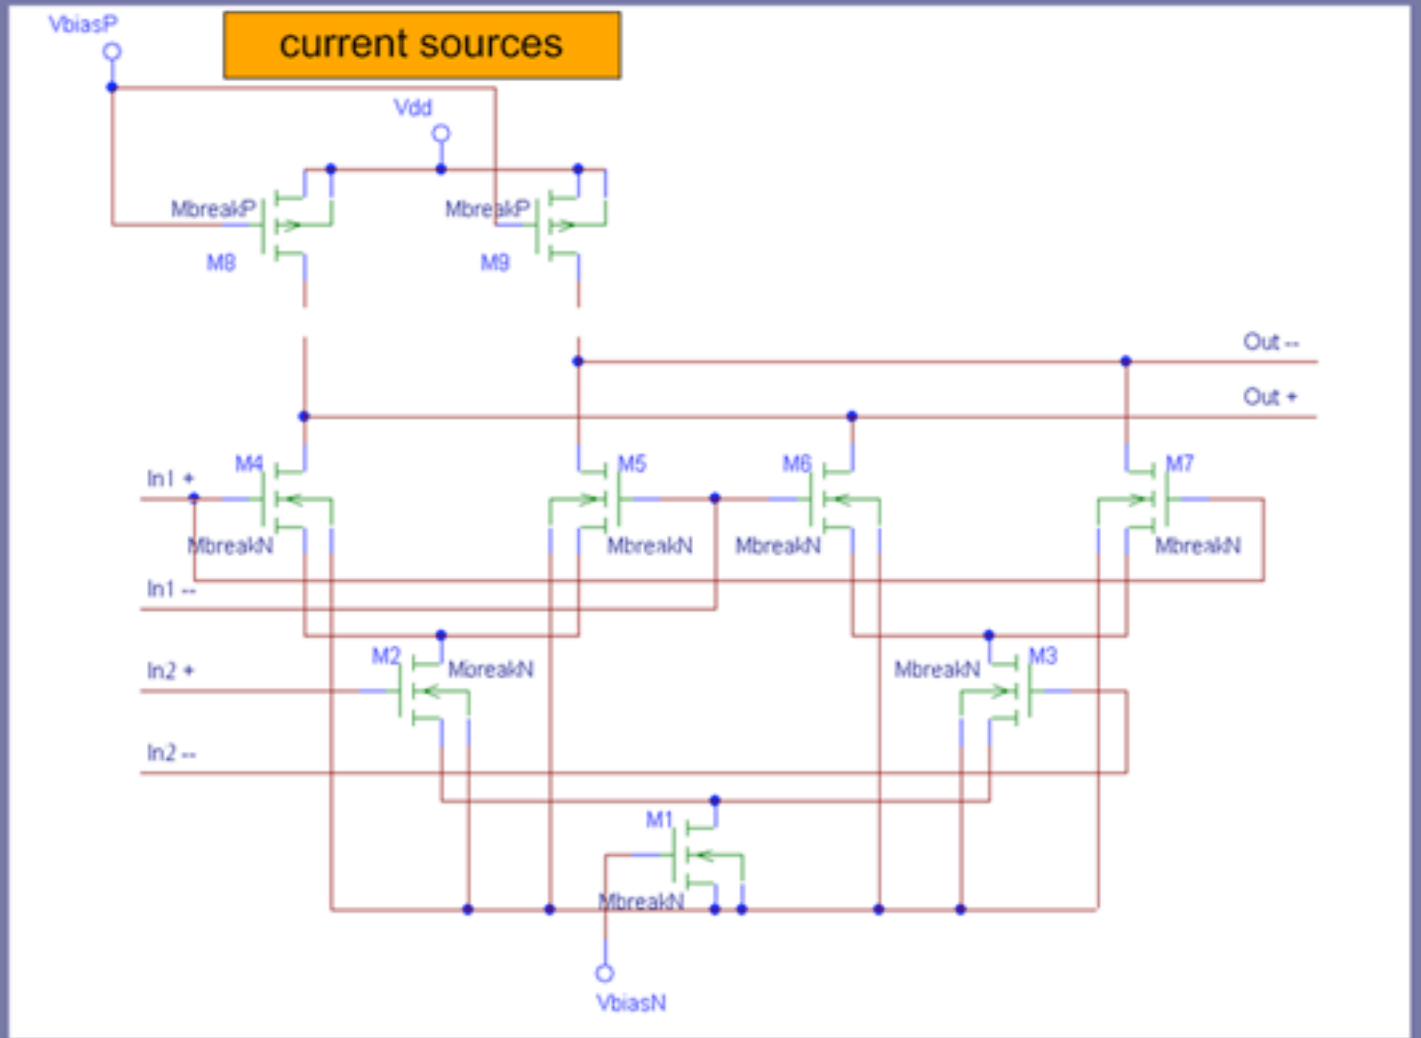 VbiasP
current sources
Vdd
MbreakP
MbreakP
M8
M9
Out --
Out +
M4
M5
M6
M7
In1 +
MbreakN
MbreakN
MbreakN
MbreakN
In1 --
M2
MbreakN
MbreakN
M3
In2 +
In2 --
M1
MbreakN
VbiasN